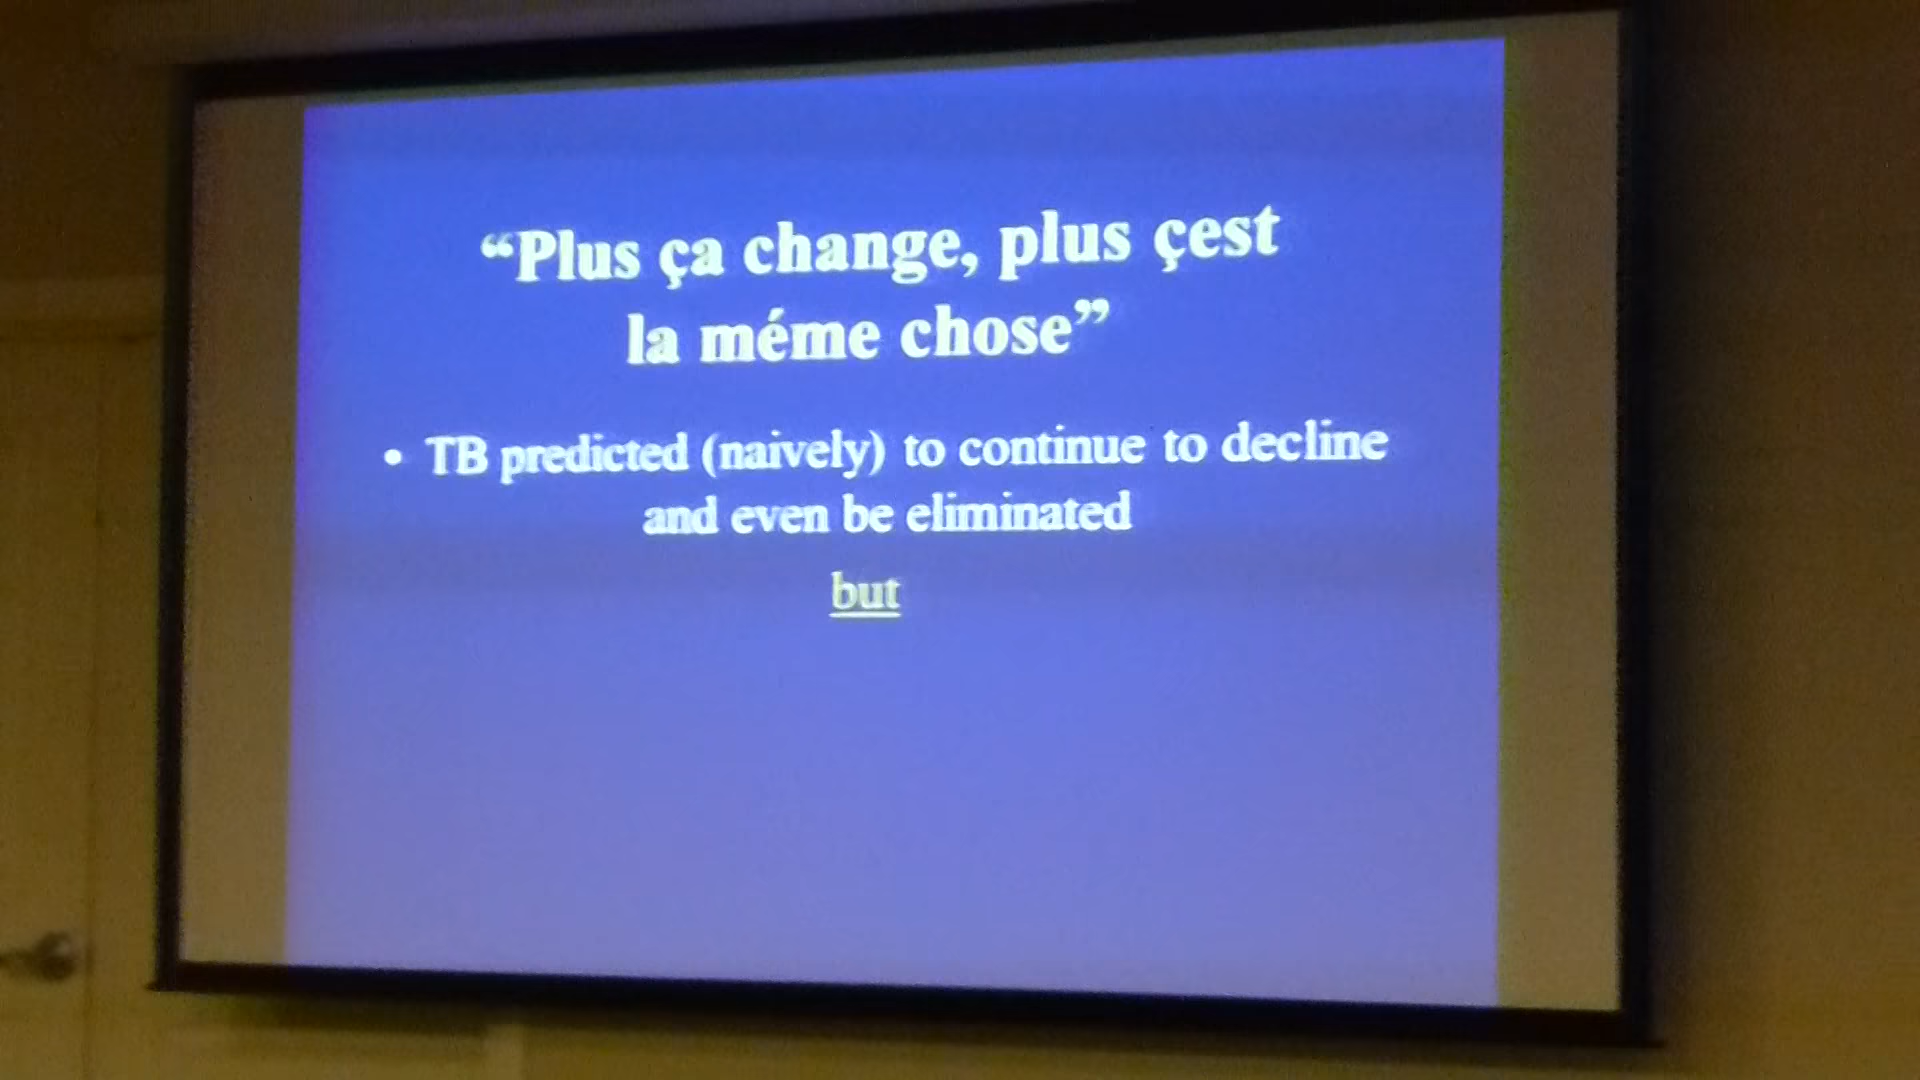 “Plus ça change, plus çest
la méme chose”
• TB predicted (naively) to continue to decline
and even be eliminated
but